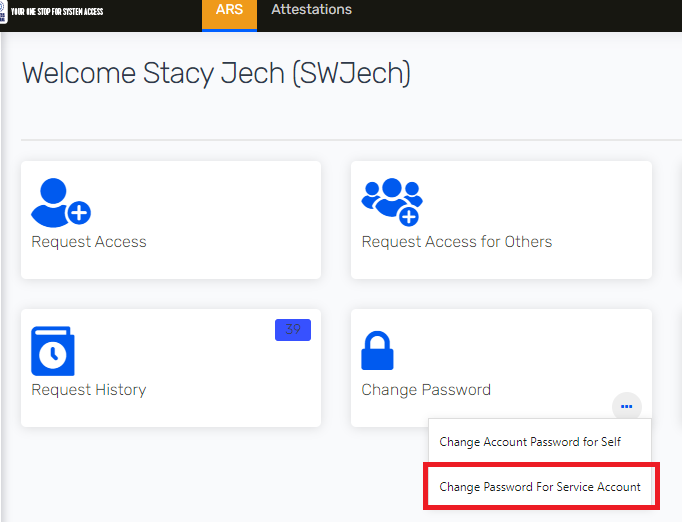 YOUR ONE STOP FOR SYSTEM ACCESS
ARS
Attestations
Welcome Stacy Jech (SWJech)
Request Access
Request Access for Others
39
Request History
Change Password
Change Account Password for Self
Change Password For Service Account